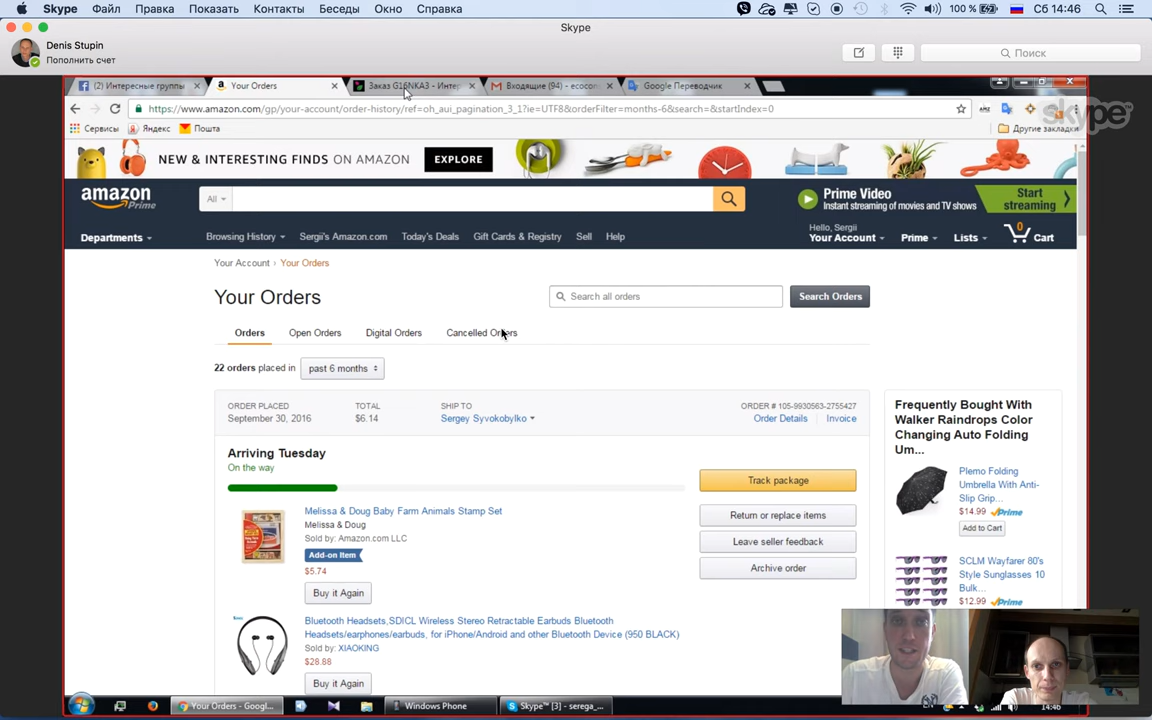 Skype Файл Правка Показать Контакты Беседы Окно Справка 100 % Сб 14:46
Skype
Denis Stupin
Пополнить счет
Поиск
(2) Интересные группы Your Orders Заказ G16NKA3 - Инте Входящие (94) - ecocon Google Переводчик
https://www.amazon.com/gp/your-account/order-history/ref=oh_aui_pagination_3_1?ie=UTF8&orderFilter=months-6&search=&startIndex=0
Сервисы Яндекс Почта Другие закладки
skype
NEW & INTERESTING FINDS ON AMAZON EXPLORE
amazon Prime All Prime Video Instant streaming of movies and TV shows Start streaming
Departments Browsing History Sergii's Amazon.com Today's Deals Gift Cards & Registry Sell Help Hello, Sergii Your Account Prime Lists 0 Cart
Your Account › Your Orders
Your Orders Search all orders Search Orders
Orders Open Orders Digital Orders Cancelled Orders
22 orders placed in past 6 months
ORDER PLACED TOTAL SHIP TO ORDER # 105-9930563-2755427
September 30, 2016 $6.14 Sergey Syvokobylko Order Details Invoice
Arriving Tuesday
On the way
Track package
Return or replace items
Leave seller feedback
Archive order
Melissa & Doug Baby Farm Animals Stamp Set
Melissa & Doug
Sold by: Amazon.com LLC
Add-on Item
$5.74
Buy it Again
Bluetooth Headsets,SDICL Wireless Stereo Retractable Earbuds Bluetooth
Headsets/earphones/earbuds, for iPhone/Android and other Bluetooth Device (950 BLACK)
Sold by: XIAOKING
$28.88
Buy it Again
Frequently Bought With
Walker Raindrops Color
Changing Auto Folding
Um...
Plemo Folding
Umbrella With Anti-
Slip Grip...
$14.99 Prime
Add to Cart
SCLM Wayfarer 80's
Style Sunglasses 10
Bulk...
$12.99 Prime
Your Orders - Googl... Windows Phone Skype™ [3] - serega_... EN 14:46